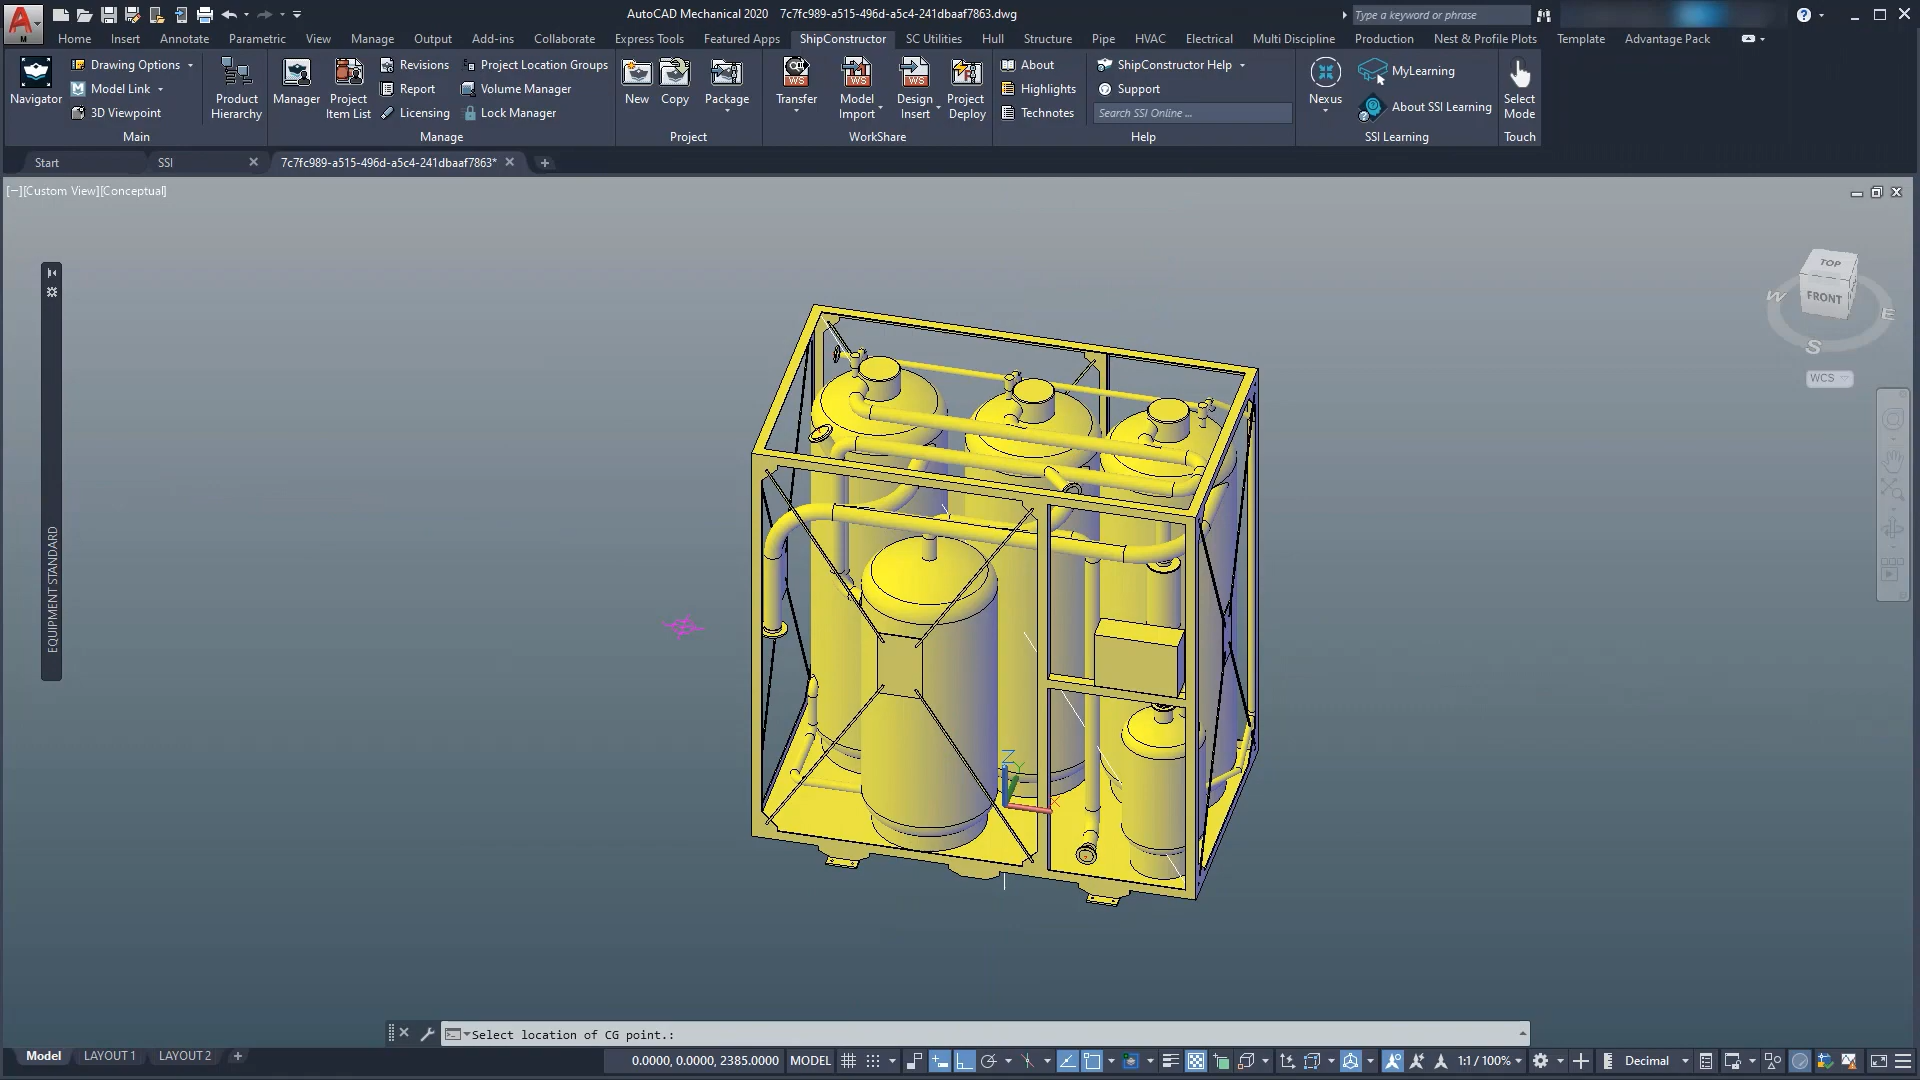 AutoCAD Mechanical 2020 7c7fc989-a515-496d-a5c4-241dbaaf7863.dwg
Type a keyword or phrase
Home Insert Annotate Parametric View Manage Output Add-ins Collaborate Express Tools Featured Apps ShipConstructor SC Utilities Hull Structure Pipe HVAC Electrical Multi Discipline Production Nest & Profile Plots Template Advantage Pack
Navigator
Drawing Options
Model Link
3D Viewpoint
Main
Product
Hierarchy
Manager
Project
Item List
Revisions
Report
Licensing
Project Location Groups
Volume Manager
Lock Manager
Manage
New
Copy
Package
Project
Transfer
Model
Import
Design
Insert
Project
Deploy
WorkShare
About
Highlights
Technotes
ShipConstructor Help
Support
Search SSI Online ...
Help
Nexus
MyLearning
About SSI Learning
SSI Learning
Select
Mode
Touch
Start SSI 7c7fc989-a515-496d-a5c4-241dbaaf7863*
[−][Custom View][Conceptual]
TOP
FRONT
W
E
S
WCS
EQUIPMENT STANDARD
Z
Y
X
Select location of CG point.:
Model LAYOUT 1 LAYOUT 2
0.0000, 0.0000, 2385.0000 MODEL 1:1 / 100% Decimal